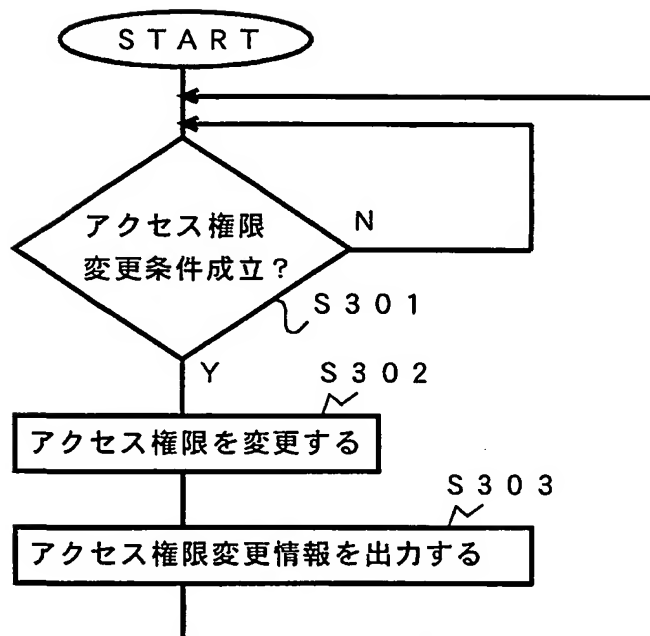 START
アクセス権限
変更条件成立?
N
S301
Y
S302
アクセス権限を変更する
S303
アクセス権限変更情報を出力する